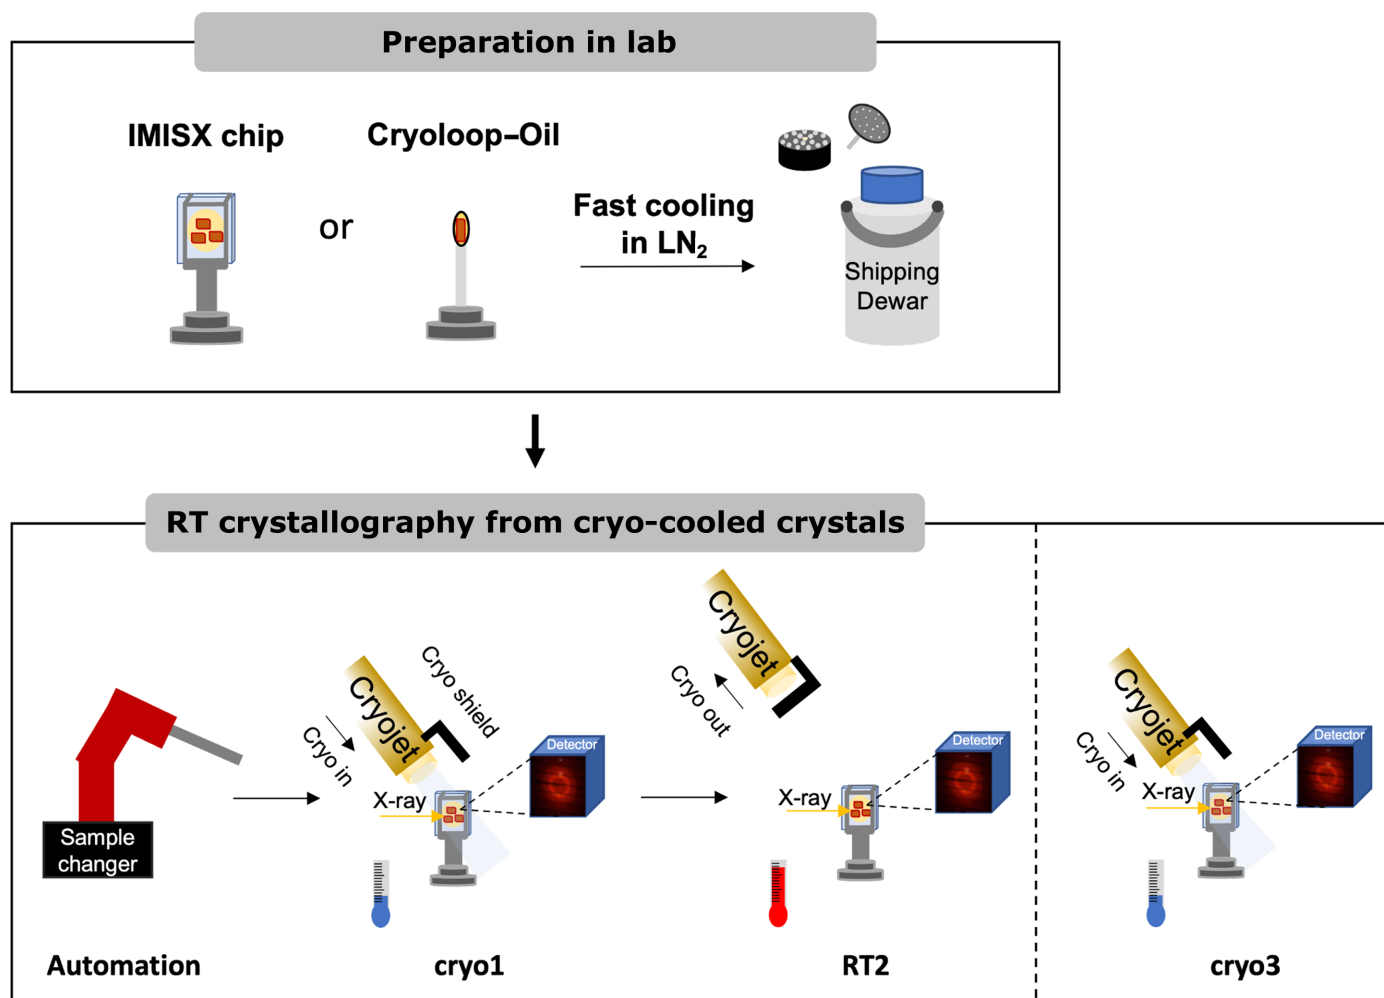 Preparation in lab
IMISX chip
or
Cryoloop–Oil
Fast cooling
in LN₂
Shipping
Dewar
RT crystallography from cryo-cooled crystals
Sample
changer
Automation
Cryojet
Cryo shield
Cryo in
X-ray
Detector
cryo1
Cryojet
Cryo out
X-ray
Detector
RT2
Cryojet
Cryo in
X-ray
Detector
cryo3